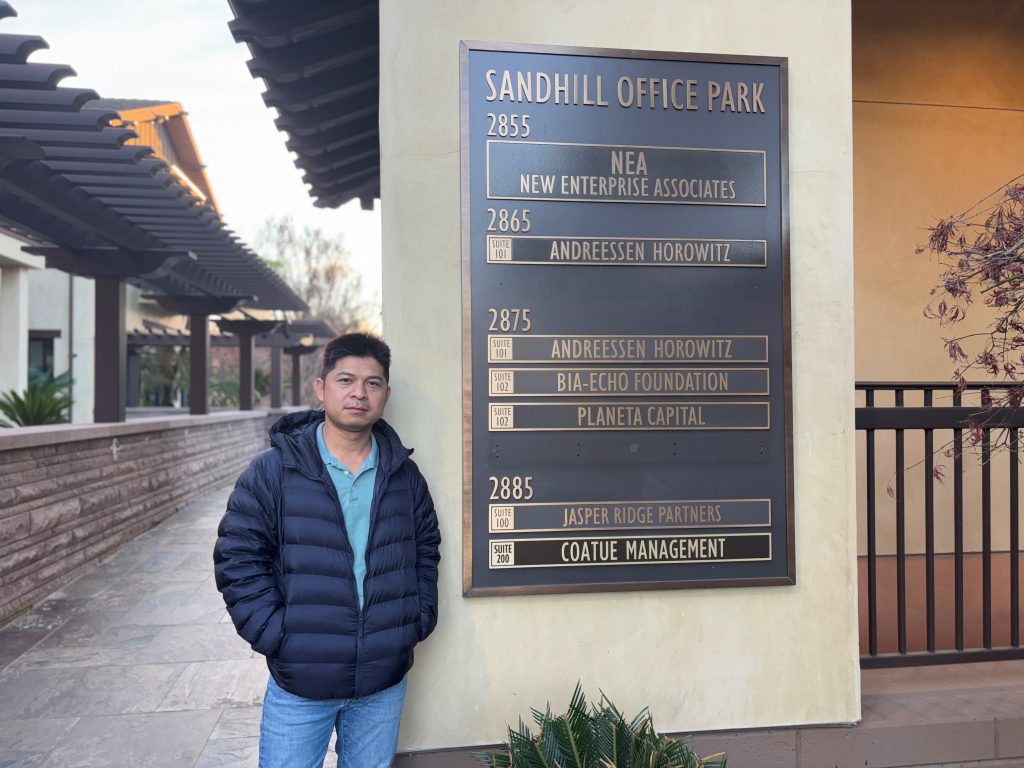 SANDHILL OFFICE PARK
2855
NEA
NEW ENTERPRISE ASSOCIATES
2865
SUITE 101 ANDREESSEN HOROWITZ
2875
SUITE 101 ANDREESSEN HOROWITZ
SUITE 102 BIA-ECHO FOUNDATION
SUITE 102 PLANETA CAPITAL
2885
SUITE 100 JASPER RIDGE PARTNERS
SUITE 200 COATUE MANAGEMENT